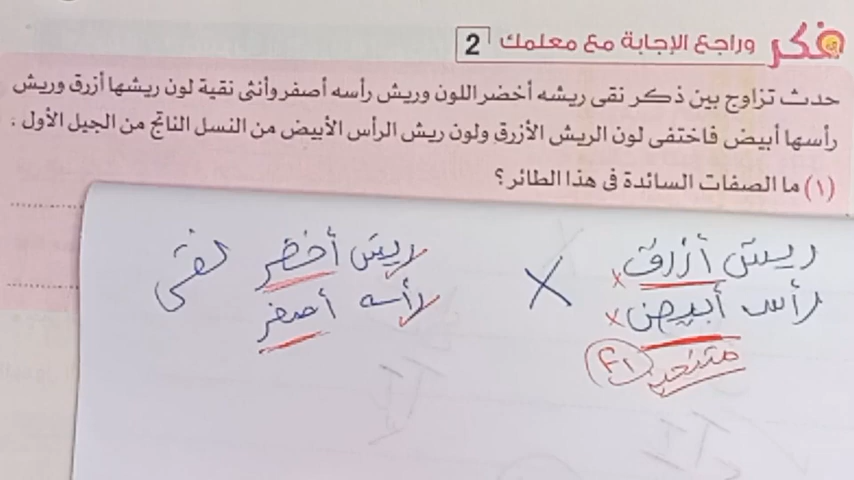 فكر وراجع الإجابة مع معلمك 2
حدث تزاوج بين ذكر نقى ريشه أخضر اللون وريش رأسه أصفر وأنثى نقية لون ريشها أزرق وريش
رأسها أبيض فاختفى لون الريش الأزرق ولون ريش الرأس الأبيض من النسل الناتج من الجيل الأول :
(١) ما الصفات السائدة فى هذا الطائر ؟
ريش أزرق X ريش أخضر نقى
رأس أبيض رأسه أصفر
متنحى F1